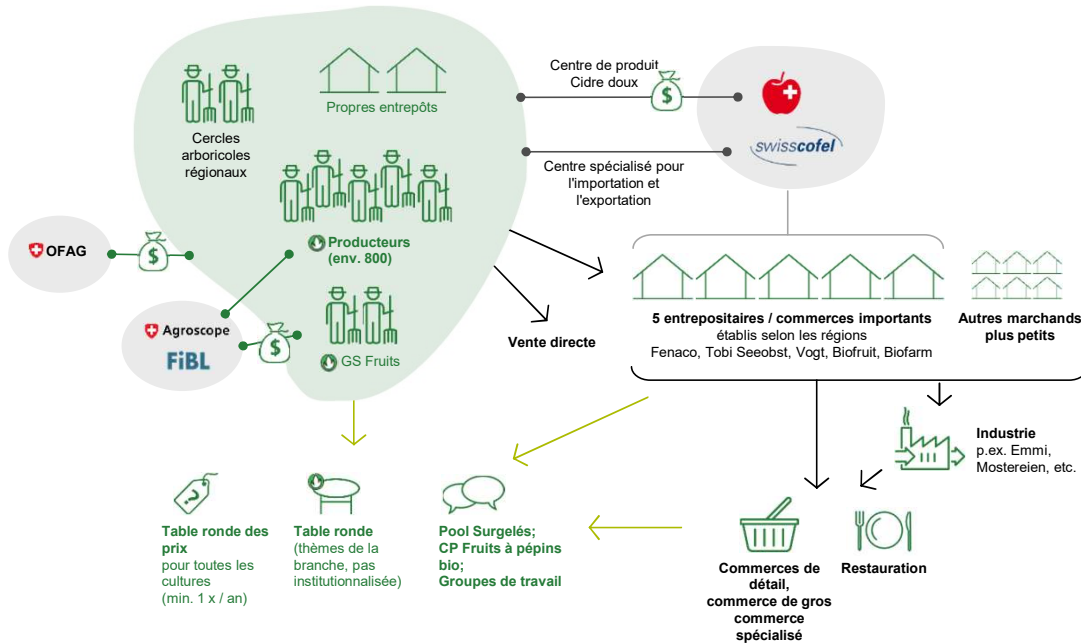 Cercles
arboricoles
régionaux
Propres entrepôts
Centre de produit
Cidre doux
$
swisscofel
Centre spécialisé pour
l'importation et
l'exportation
Producteurs
(env. 800)
OFAG
$
Agroscope
FiBL
$
GS Fruits
Vente directe
5 entrepositaires / commerces importants
établis selon les régions
Fenaco, Tobi Seeobst, Vogt, Biofruit, Biofarm
Autres marchands
plus petits
Industrie
p.ex. Emmi,
Mostereien, etc.
?
Table ronde des
prix
pour toutes les
cultures
(min. 1 x / an)
Table ronde
(thèmes de la
branche, pas
institutionnalisée)
Pool Surgelés;
CP Fruits à pépins
bio;
Groupes de travail
Commerces de
détail,
commerce de gros
commerce
spécialisé
Restauration